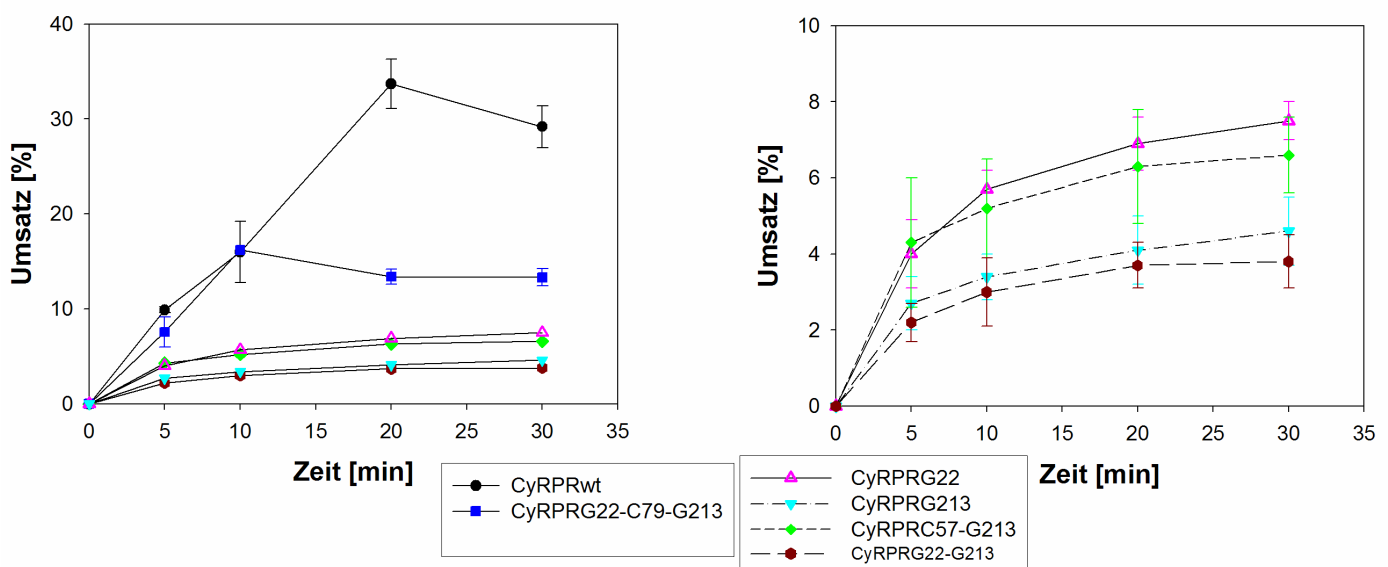 40
30
20
10
0
Umsatz [%]
0 5 10 15 20 25 30 35
Zeit [min]
10
8
6
4
2
0
Umsatz [%]
0 5 10 15 20 25 30 35
Zeit [min]
CyRPRwt
CyRPRG22-C79-G213
CyRPRG22
CyRPRG213
CyRPRC57-G213
CyRPRG22-G213